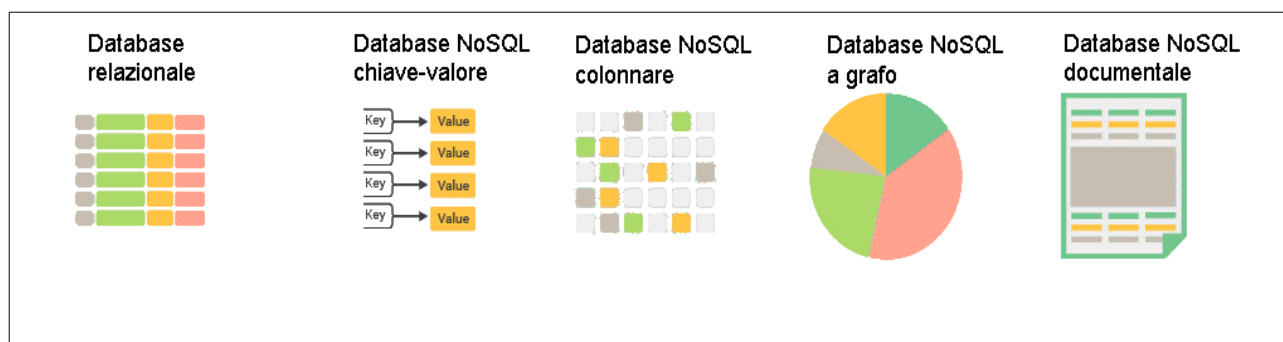 Database
relazionale
Database NoSQL
chiave-valore
Key
Value
Key
Value
Key
Value
Key
Value
Database NoSQL
colonnare
Database NoSQL
a grafo
Database NoSQL
documentale